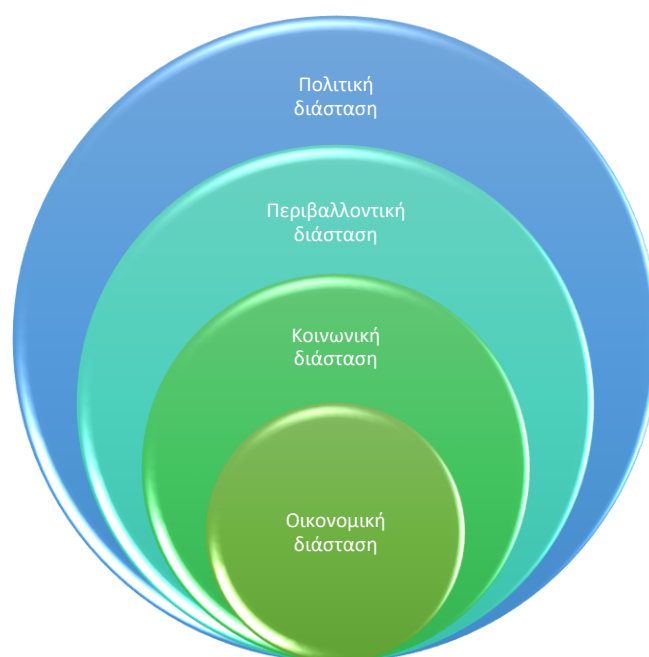 Πολιτική
διάσταση
Περιβαλλοντική
διάσταση
Κοινωνική
διάσταση
Οικονομική
διάσταση